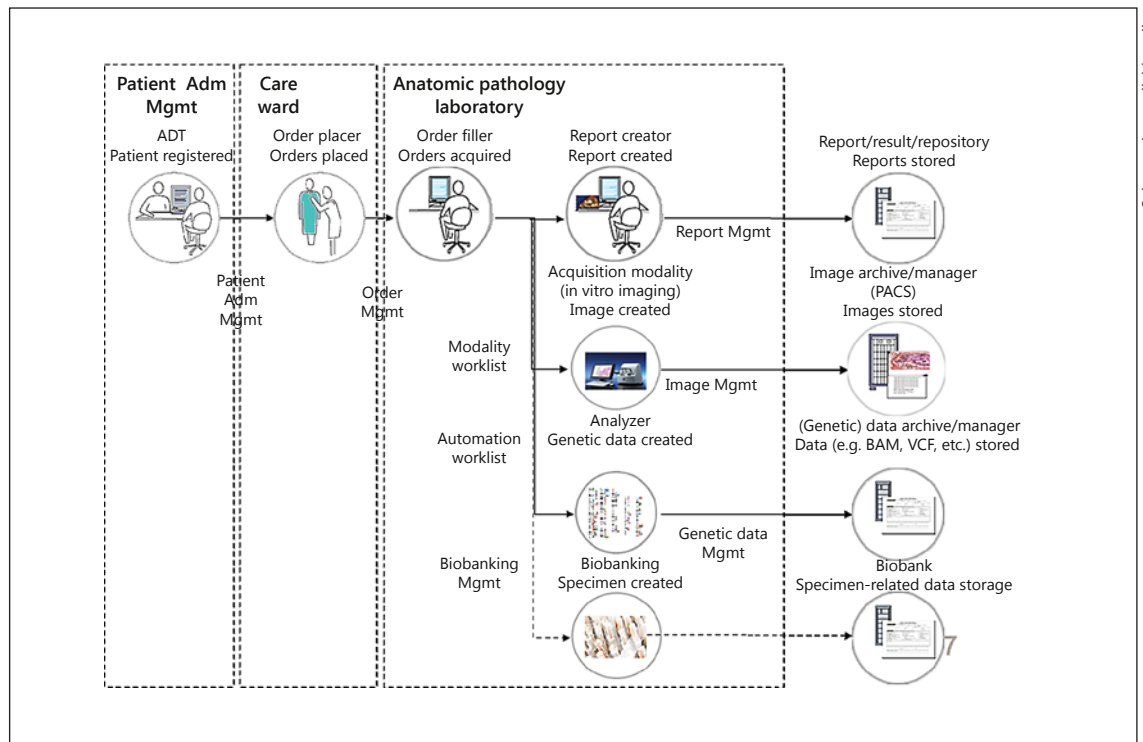 Patient Adm
Mgmt
ADT
Patient registered
Patient
Adm
Mgmt
Care
ward
Order placer
Orders placed
Order
Mgmt
Anatomic pathology
laboratory
Order filler
Orders acquired
Report creator
Report created
Report Mgmt
Report/result/repository
Reports stored
Modality
worklist
Acquisition modality
(in vitro imaging)
Image created
Image Mgmt
Image archive/manager
(PACS)
Images stored
Automation
worklist
Analyzer
Genetic data created
Genetic data
Mgmt
(Genetic) data archive/manager
Data (e.g. BAM, VCF, etc.) stored
Biobanking
Mgmt
Biobanking
Specimen created
Biobank
Specimen-related data storage
7